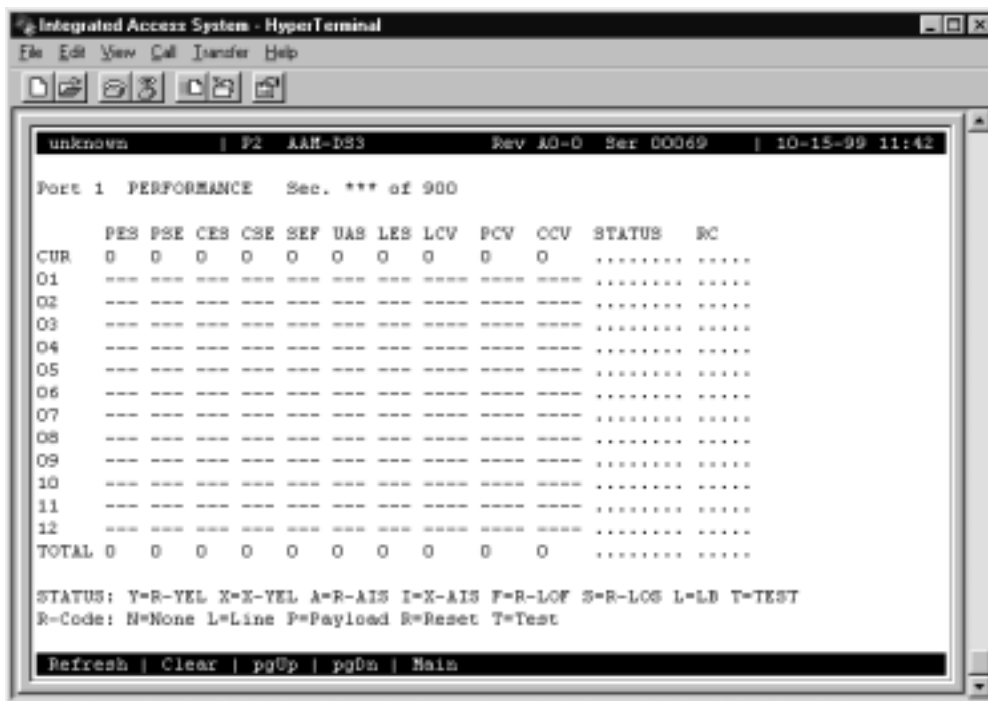 Integrated Access System - HyperTerminal
File Edit View Call Transfer Help
unknown | P2 AAM-DS3 Rev A0-0 Ser 00069 | 10-15-99 11:42
Port 1 PERFORMANCE Sec. *** of 900
PES PSE CES CSE SEF UAS LES LCV PCV CCV STATUS RC
CUR 0 0 0 0 0 0 0 0 0 0 ........ .....
01 --- --- --- --- --- --- --- ---- ---- ---- ........ .....
02 --- --- --- --- --- --- --- ---- ---- ---- ........ .....
03 --- --- --- --- --- --- --- ---- ---- ---- ........ .....
04 --- --- --- --- --- --- --- ---- ---- ---- ........ .....
05 --- --- --- --- --- --- --- ---- ---- ---- ........ .....
06 --- --- --- --- --- --- --- ---- ---- ---- ........ .....
07 --- --- --- --- --- --- --- ---- ---- ---- ........ .....
08 --- --- --- --- --- --- --- ---- ---- ---- ........ .....
09 --- --- --- --- --- --- --- ---- ---- ---- ........ .....
10 --- --- --- --- --- --- --- ---- ---- ---- ........ .....
11 --- --- --- --- --- --- --- ---- ---- ---- ........ .....
12 --- --- --- --- --- --- --- ---- ---- ---- ........ .....
TOTAL 0 0 0 0 0 0 0 0 0 0 ........ .....
STATUS: Y=R-YEL X=X-YEL A=R-AIS I=X-AIS F=R-LOF S=R-LOS L=LB T=TEST
R-Code: N=None L=Line P=Payload R=Reset T=Test
Refresh | Clear | pgUp | pgDn | Main